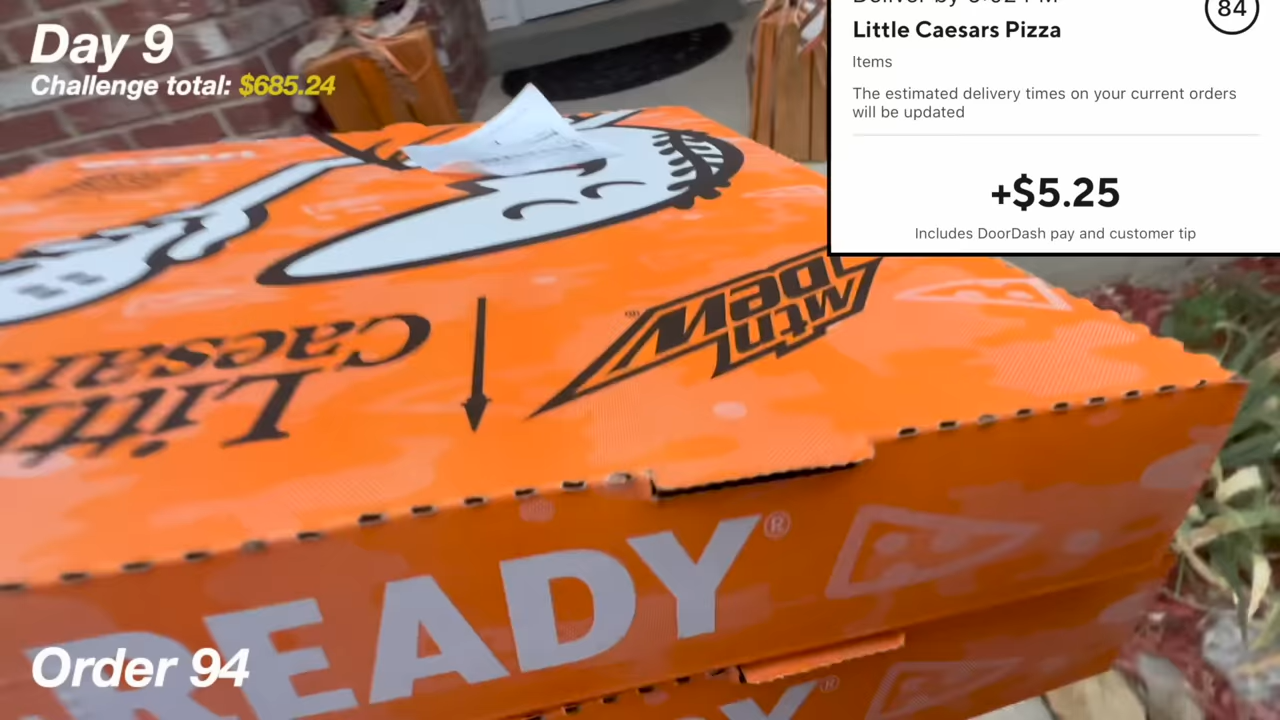 Day 9
Challenge total: $685.24
84
Little Caesars Pizza
Items
The estimated delivery times on your current orders
will be updated
+$5.25
Includes DoorDash pay and customer tip
mtn
DEW
Little
Caesars
READY®
Order 94